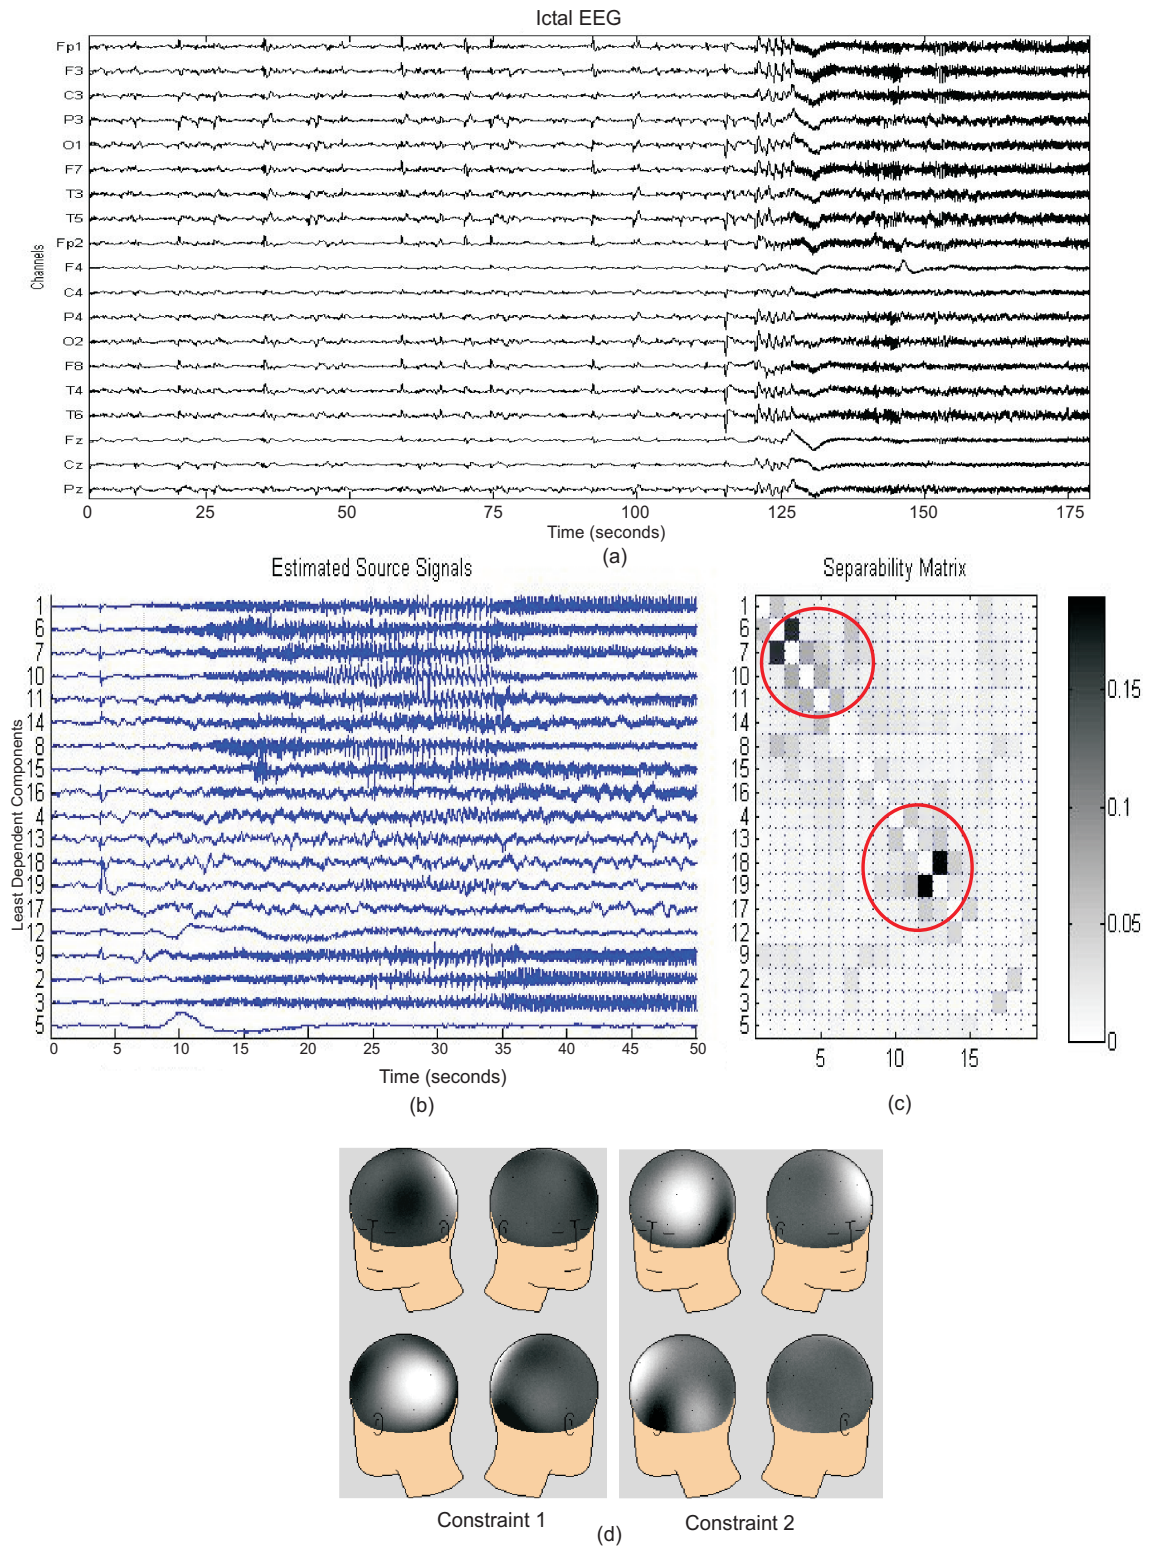 Ictal EEG
Fp1
F3
C3
P3
O1
F7
T3
T5
Fp2
F4
C4
P4
O2
F8
T4
T6
Fz
Cz
Pz
Channels
0 25 50 75 100 125 150 175
Time (seconds)
(a)
Estimated Source Signals
1
6
7
10
11
14
8
15
16
4
13
18
19
17
12
9
2
3
5
Least Dependent Components
0 5 10 15 20 25 30 35 40 45 50
Time (seconds)
(b)
Separability Matrix
1
6
7
10
11
14
8
15
16
4
13
18
19
17
12
9
2
3
5
5 10 15
0.15
0.1
0.05
0
(c)
Constraint 1
Constraint 2
(d)